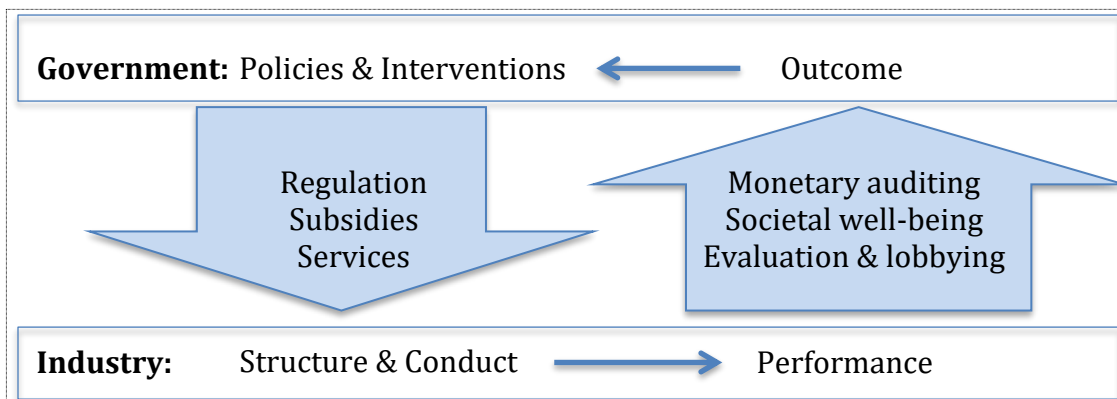 Government: Policies & Interventions Outcome
Regulation
Subsidies
Services
Monetary auditing
Societal well-being
Evaluation & lobbying
Industry: Structure & Conduct Performance